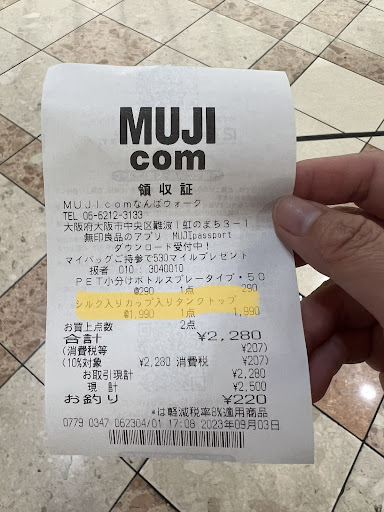 MUJI
com
領収証
MUJIcomなんばウォーク
TEL 06-6212-3133
大阪府大阪市中央区難波1虹のまち3-1
無印良品のアプリ MUJIpassport
ダウンロード受付中!
マイバッグご持参で530マイルプレゼント
扱者 010: 3040010
PET小分けボトルスプレータイプ・50
@290 1点 290
シルク入りカップ入りタンクトップ
@1,990 1点 1,990
お買上点数 2点
合計 ¥2,280
(消費税等 ¥207)
(10%対象 ¥2,280 消費税 ¥207)
お取引現計 ¥2,280
現計 ¥2,500
お釣り ¥220
*は軽減税率8%適用商品
0779 0347 062304/01 17:08 2023年09月03日